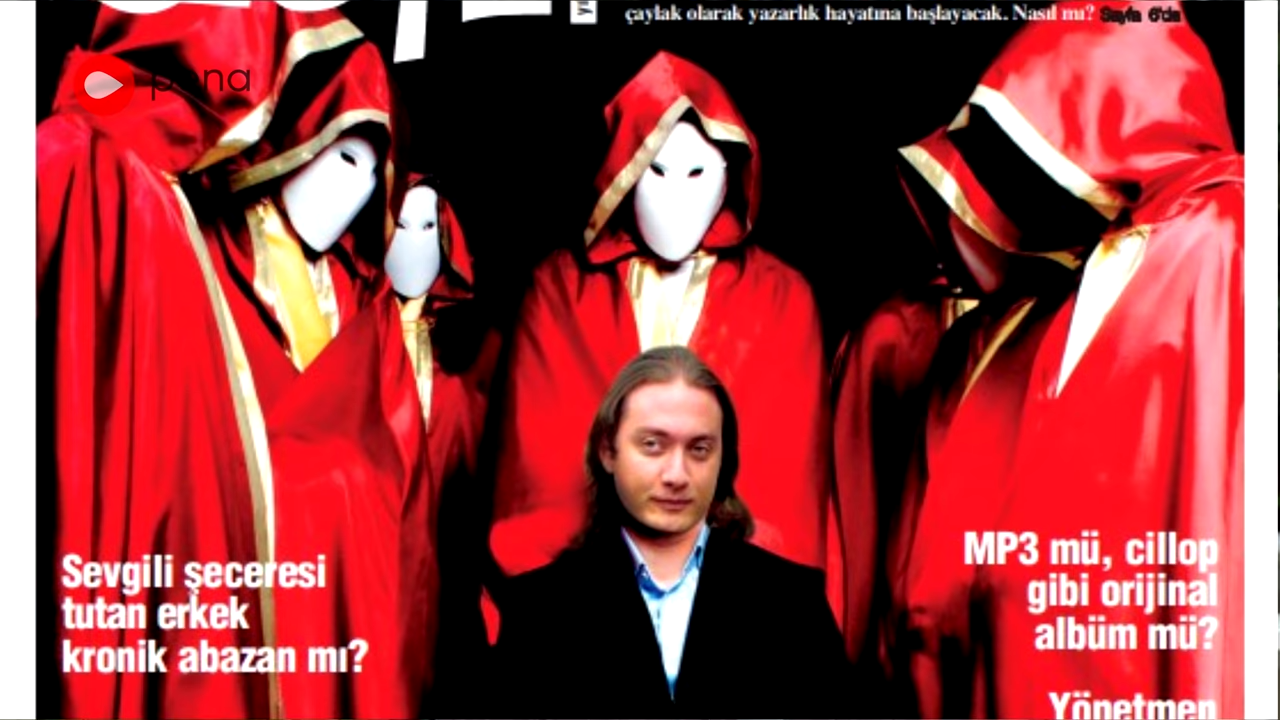 çaylak olarak yazarlık hayatına başlayacak. Nasıl mı? Sayfa 6'da
pena
Sevgili şeceresi
tutan erkek
kronik abazan mı?
MP3 mü, cillop
gibi orijinal
albüm mü?
Yönetmen